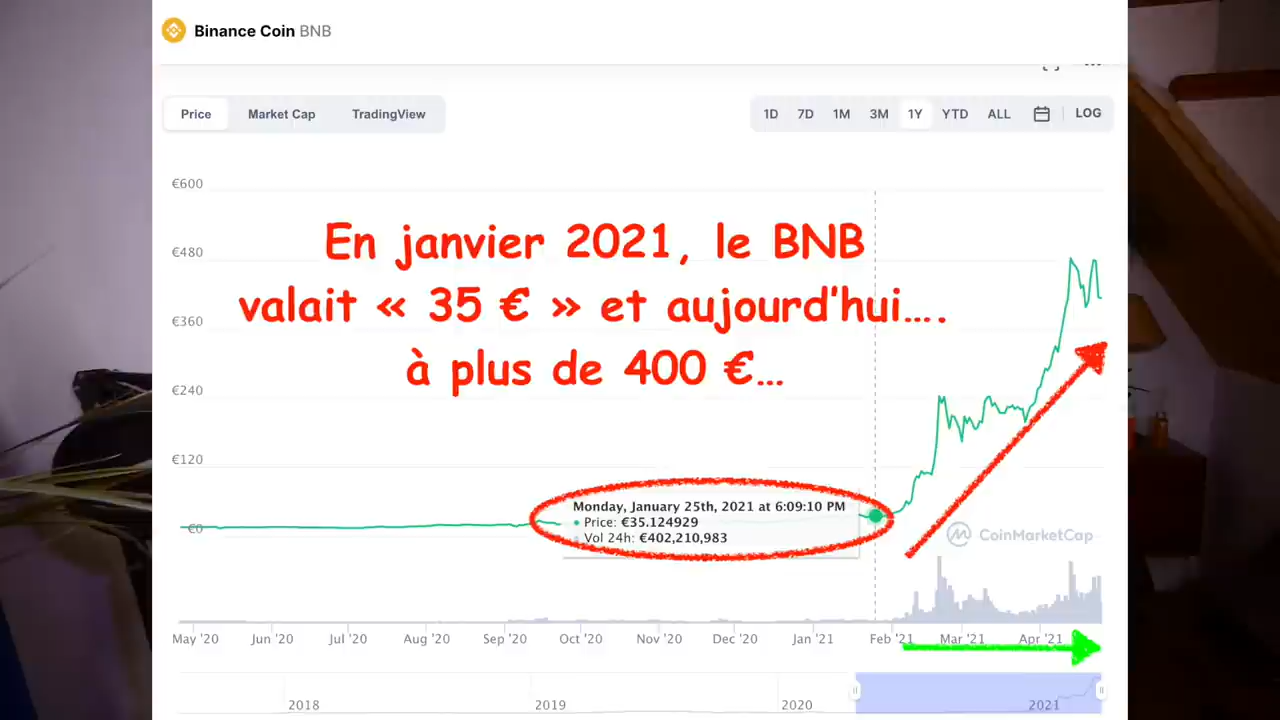 Binance Coin BNB
Price Market Cap TradingView
1D 7D 1M 3M 1Y YTD ALL LOG
€600
€480
€360
€240
€120
€0
En janvier 2021, le BNB
valait « 35 € » et aujourd'hui....
à plus de 400 €...
Monday, January 25th, 2021 at 6:09:10 PM
Price: €35.124929
Vol 24h: €402,210,983
CoinMarketCap
May '20 Jun '20 Jul '20 Aug '20 Sep '20 Oct '20 Nov '20 Dec '20 Jan '21 Feb '21 Mar '21 Apr '21
2018 2019 2020 2021